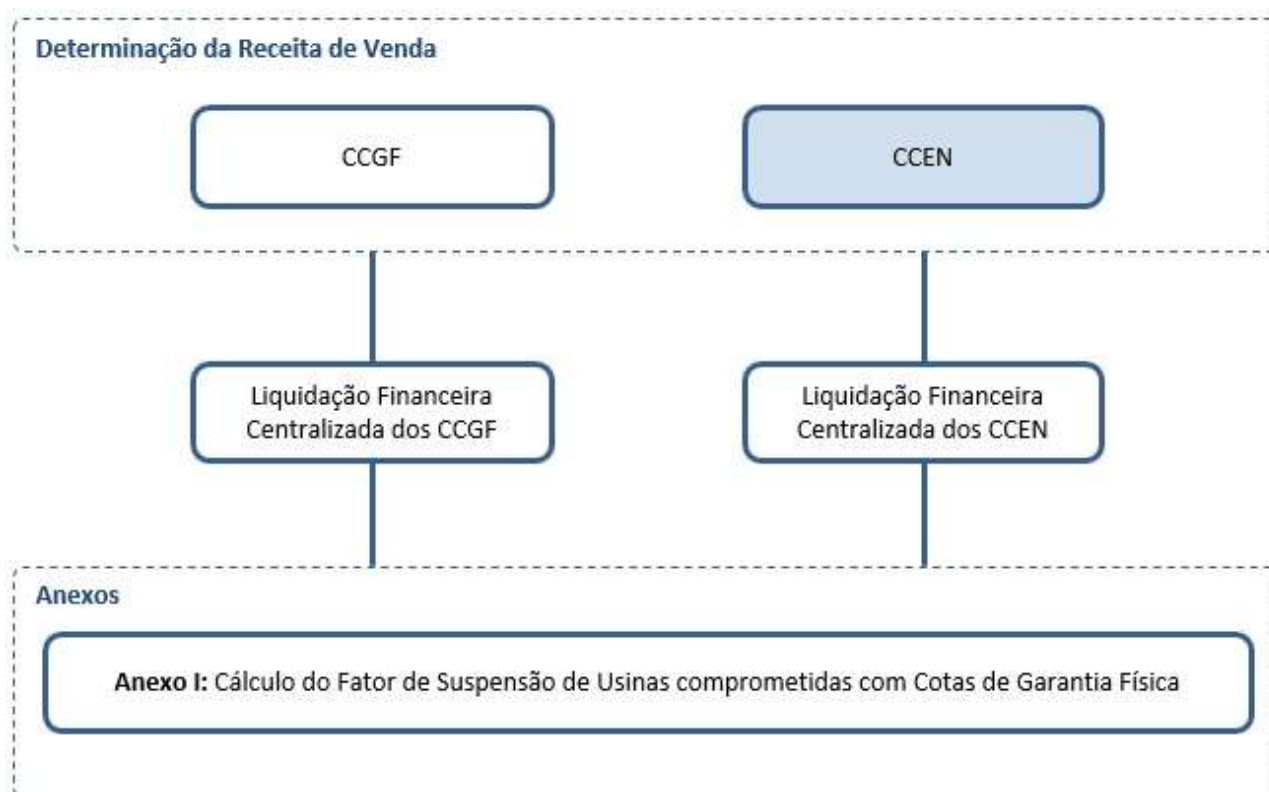 Determinação da Receita de Venda
CCGF
CCEN
Liquidação Financeira
Centralizada dos CCGF
Liquidação Financeira
Centralizada dos CCEN
Anexos
Anexo I: Cálculo do Fator de Suspensão de Usinas comprometidas com Cotas de Garantia Física